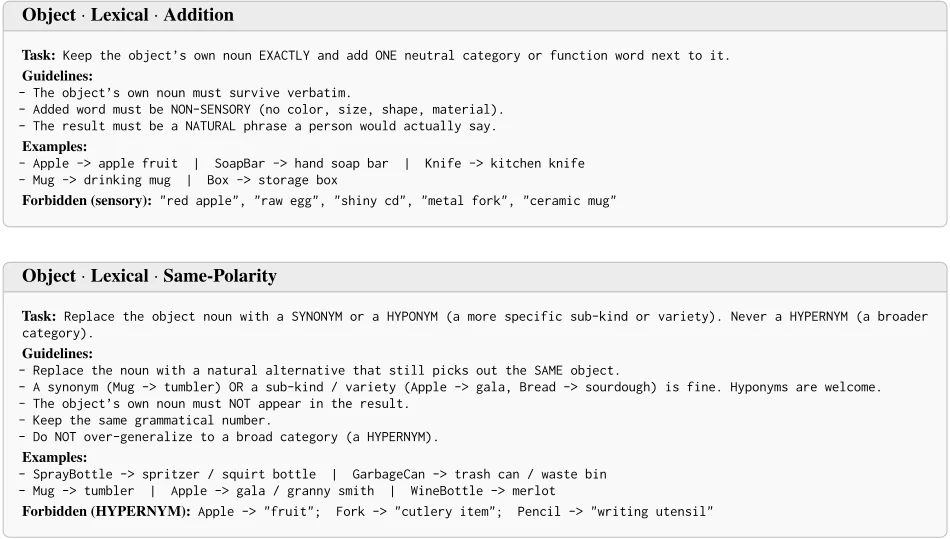 Object · Lexical · Addition
Task: Keep the object's own noun EXACTLY and add ONE neutral category or function word next to it.
Guidelines:
- The object's own noun must survive verbatim.
- Added word must be NON-SENSORY (no color, size, shape, material).
- The result must be a NATURAL phrase a person would actually say.
Examples:
- Apple -> apple fruit | SoapBar -> hand soap bar | Knife -> kitchen knife
- Mug -> drinking mug | Box -> storage box
Forbidden (sensory): "red apple", "raw egg", "shiny cd", "metal fork", "ceramic mug"
Object · Lexical · Same-Polarity
Task: Replace the object noun with a SYNONYM or a HYPONYM (a more specific sub-kind or variety). Never a HYPERNYM (a broader
category).
Guidelines:
- Replace the noun with a natural alternative that still picks out the SAME object.
- A synonym (Mug -> tumbler) OR a sub-kind / variety (Apple -> gala, Bread -> sourdough) is fine. Hyponyms are welcome.
- The object's own noun must NOT appear in the result.
- Keep the same grammatical number.
- Do NOT over-generalize to a broad category (a HYPERNYM).
Examples:
- SprayBottle -> spritzer / squirt bottle | GarbageCan -> trash can / waste bin
- Mug -> tumbler | Apple -> gala / granny smith | WineBottle -> merlot
Forbidden (HYPERNYM): Apple -> "fruit"; Fork -> "cutlery item"; Pencil -> "writing utensil"